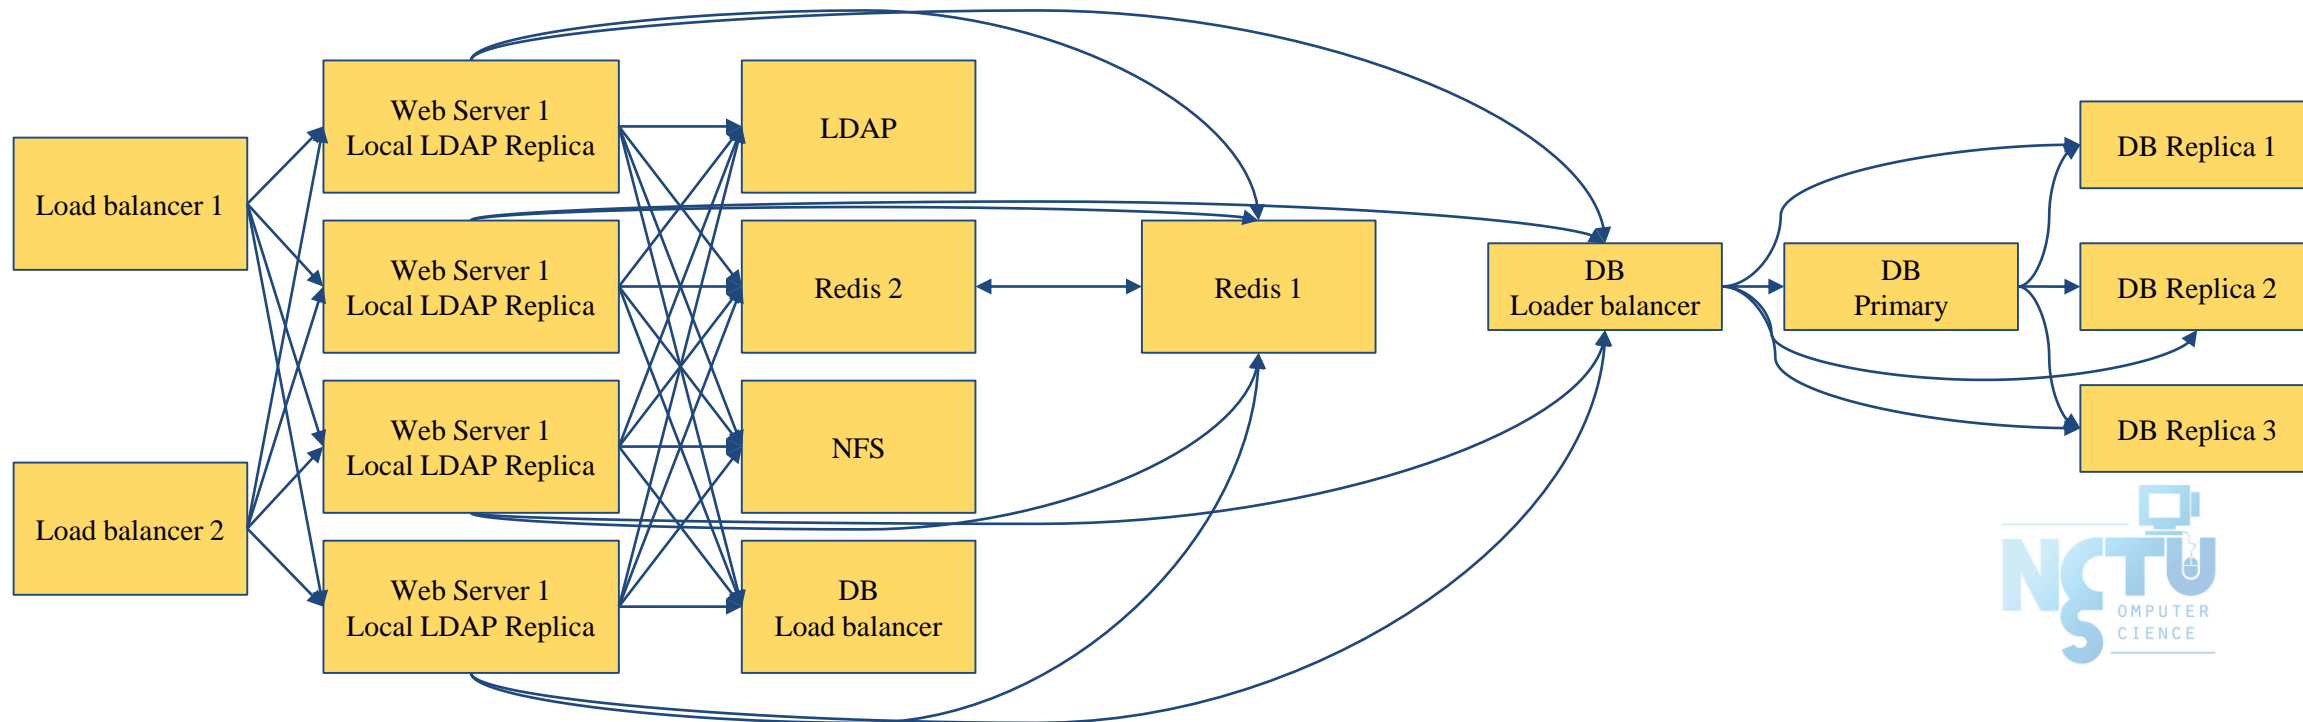 Load balancer 1
Load balancer 2
Web Server 1
Local LDAP Replica
Web Server 1
Local LDAP Replica
Web Server 1
Local LDAP Replica
Web Server 1
Local LDAP Replica
LDAP
Redis 2
NFS
DB
Load balancer
Redis 1
DB
Loader balancer
DB
Primary
DB Replica 1
DB Replica 2
DB Replica 3
NCTU
OMPUTER
S CIENCE